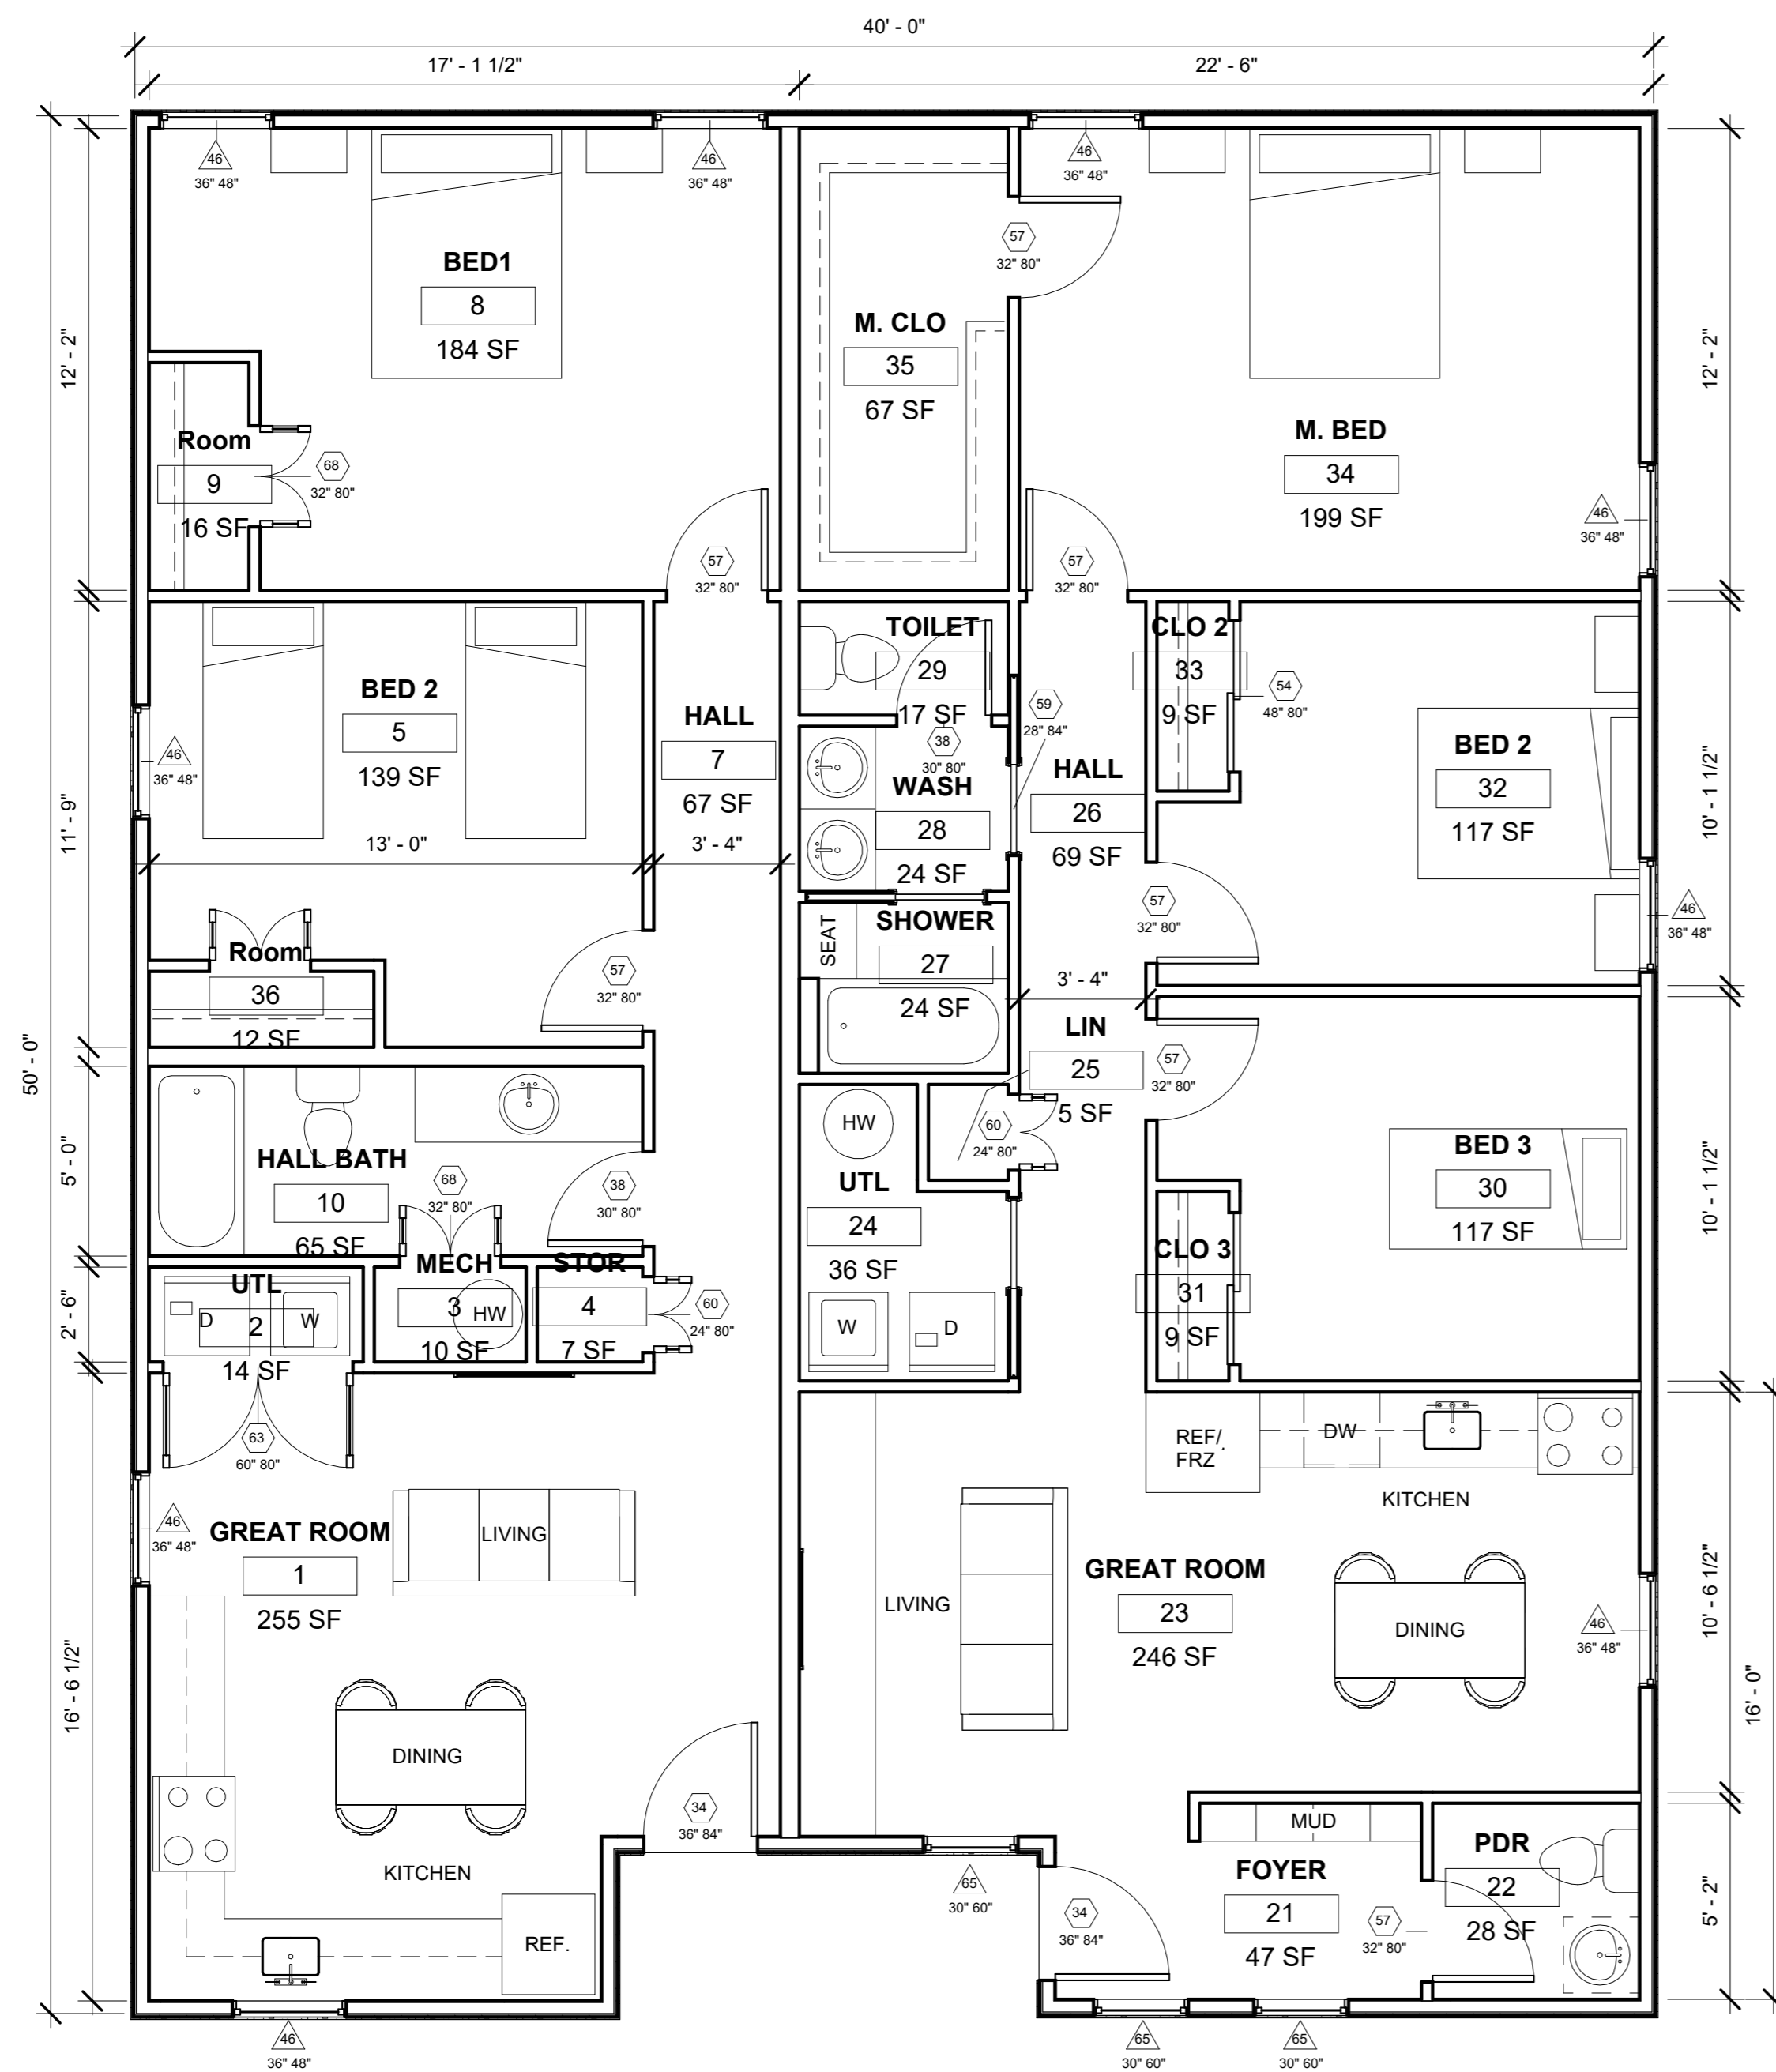 40' - 0"
17' - 1 1/2"
22' - 6"
46
36" 48"
46
36" 48"
46
36" 48"
BED1
8
184 SF
57
32" 80"
M. CLO
35
67 SF
12' - 2"
12' - 2"
Room
9
16 SF
68
32" 80"
M. BED
34
199 SF
46
36" 48"
57
32" 80"
57
32" 80"
TOILET
29
17 SF
38
30" 80"
CLO 2
33
9 SF
54
48" 80"
59
28" 84"
BED 2
5
139 SF
46
36" 48"
HALL
7
67 SF
11' - 9"
13' - 0"
3' - 4"
WASH
28
24 SF
HALL
26
69 SF
BED 2
32
117 SF
10' - 1 1/2"
46
36" 48"
57
32" 80"
SEAT
SHOWER
27
24 SF
Room
36
12 SF
57
32" 80"
3' - 4"
LIN
25
5 SF
57
32" 80"
50' - 0"
60
24" 80"
HW
UTL
24
36 SF
W
D
5' - 0"
HALL BATH
10
65 SF
68
32" 80"
38
30" 80"
BED 3
30
117 SF
10' - 1 1/2"
CLO 3
31
9 SF
2' - 6"
UTL
D
2
W
14 SF
MECH
3
HW
10 SF
STOR
4
7 SF
60
24" 80"
63
60" 80"
REF/
FRZ
DW
KITCHEN
46
36" 48"
GREAT ROOM
1
255 SF
LIVING
LIVING
GREAT ROOM
23
246 SF
DINING
46
36" 48"
10' - 6 1/2"
16' - 0"
16' - 6 1/2"
DINING
KITCHEN
REF.
34
36" 84"
MUD
FOYER
21
47 SF
PDR
22
28 SF
57
32" 80"
5' - 2"
65
30" 60"
34
36" 84"
46
36" 48"
65
30" 60"
65
30" 60"